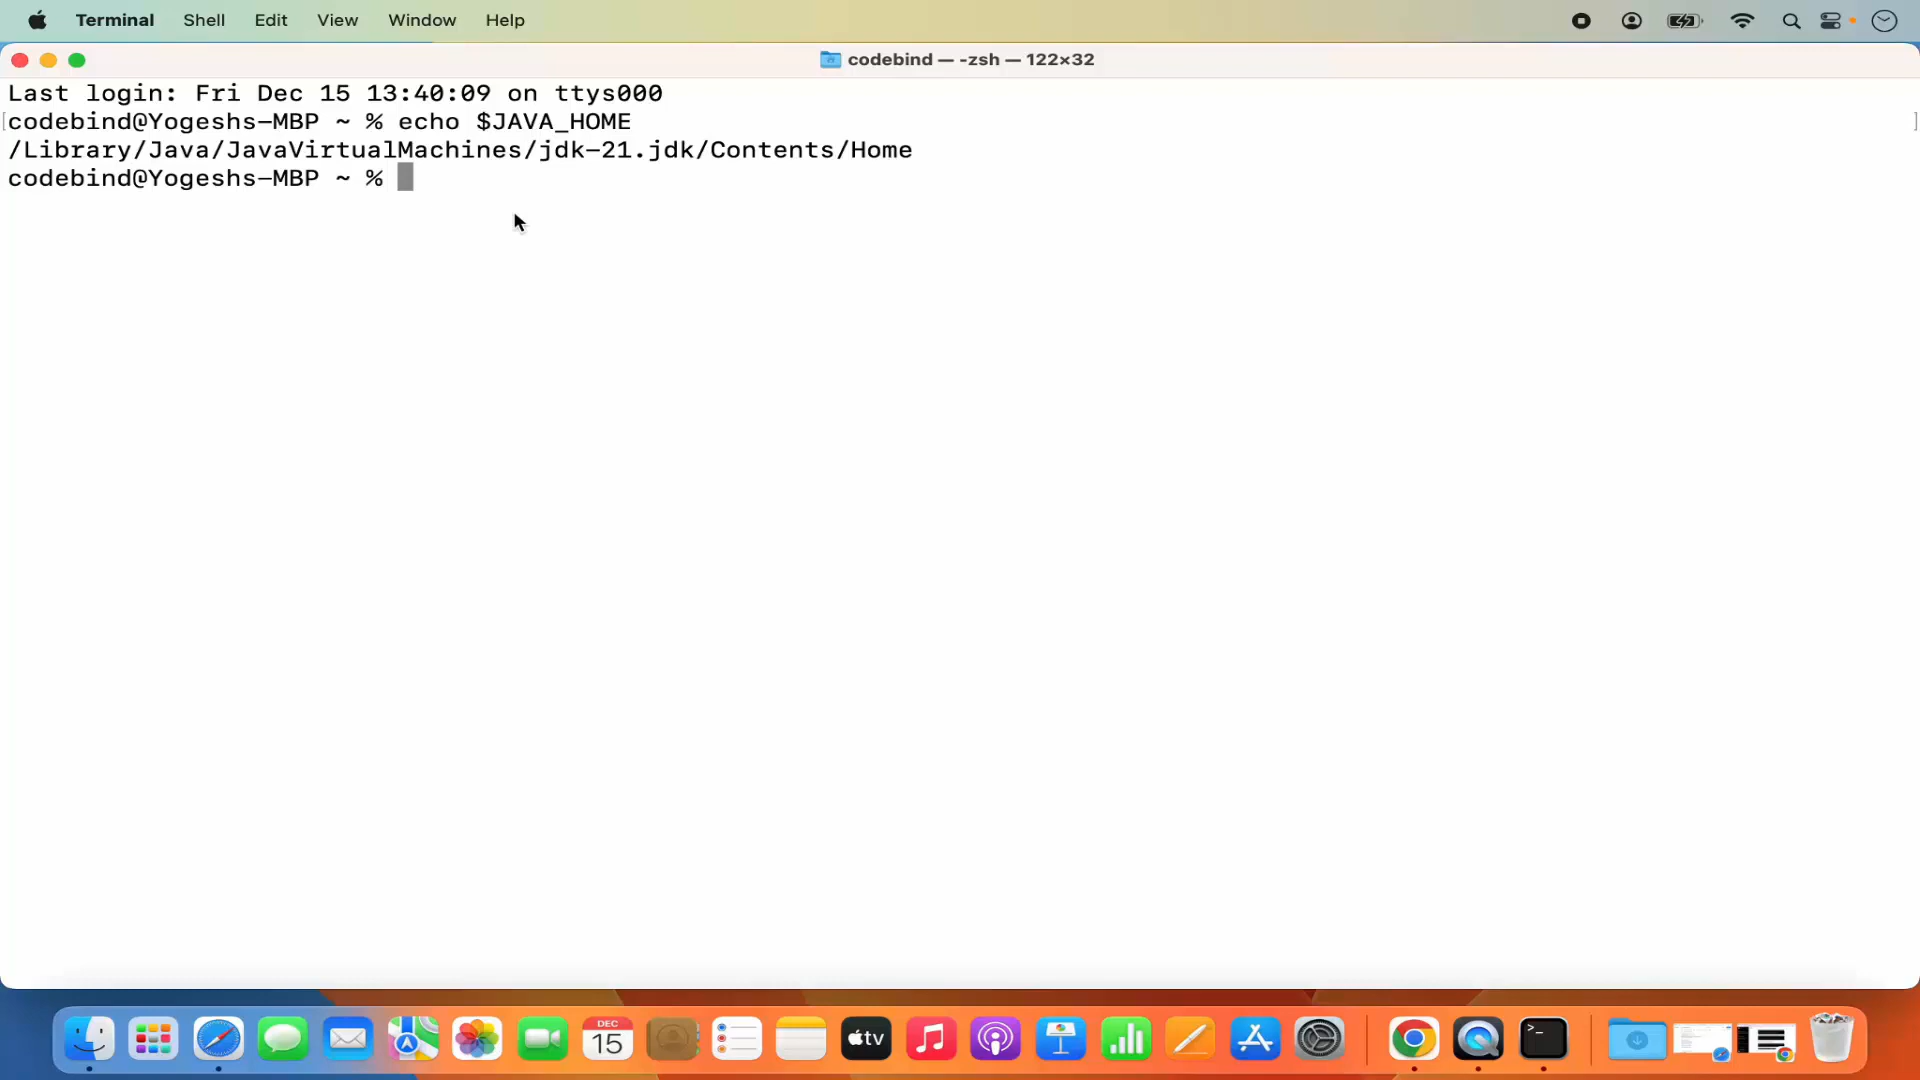 Terminal Shell Edit View Window Help
codebind — -zsh — 122×32
Last login: Fri Dec 15 13:40:09 on ttys000
[codebind@Yogeshs-MBP ~ % echo $JAVA_HOME ]
/Library/Java/JavaVirtualMachines/jdk-21.jdk/Contents/Home
codebind@Yogeshs-MBP ~ %
DEC
15
tv
>_